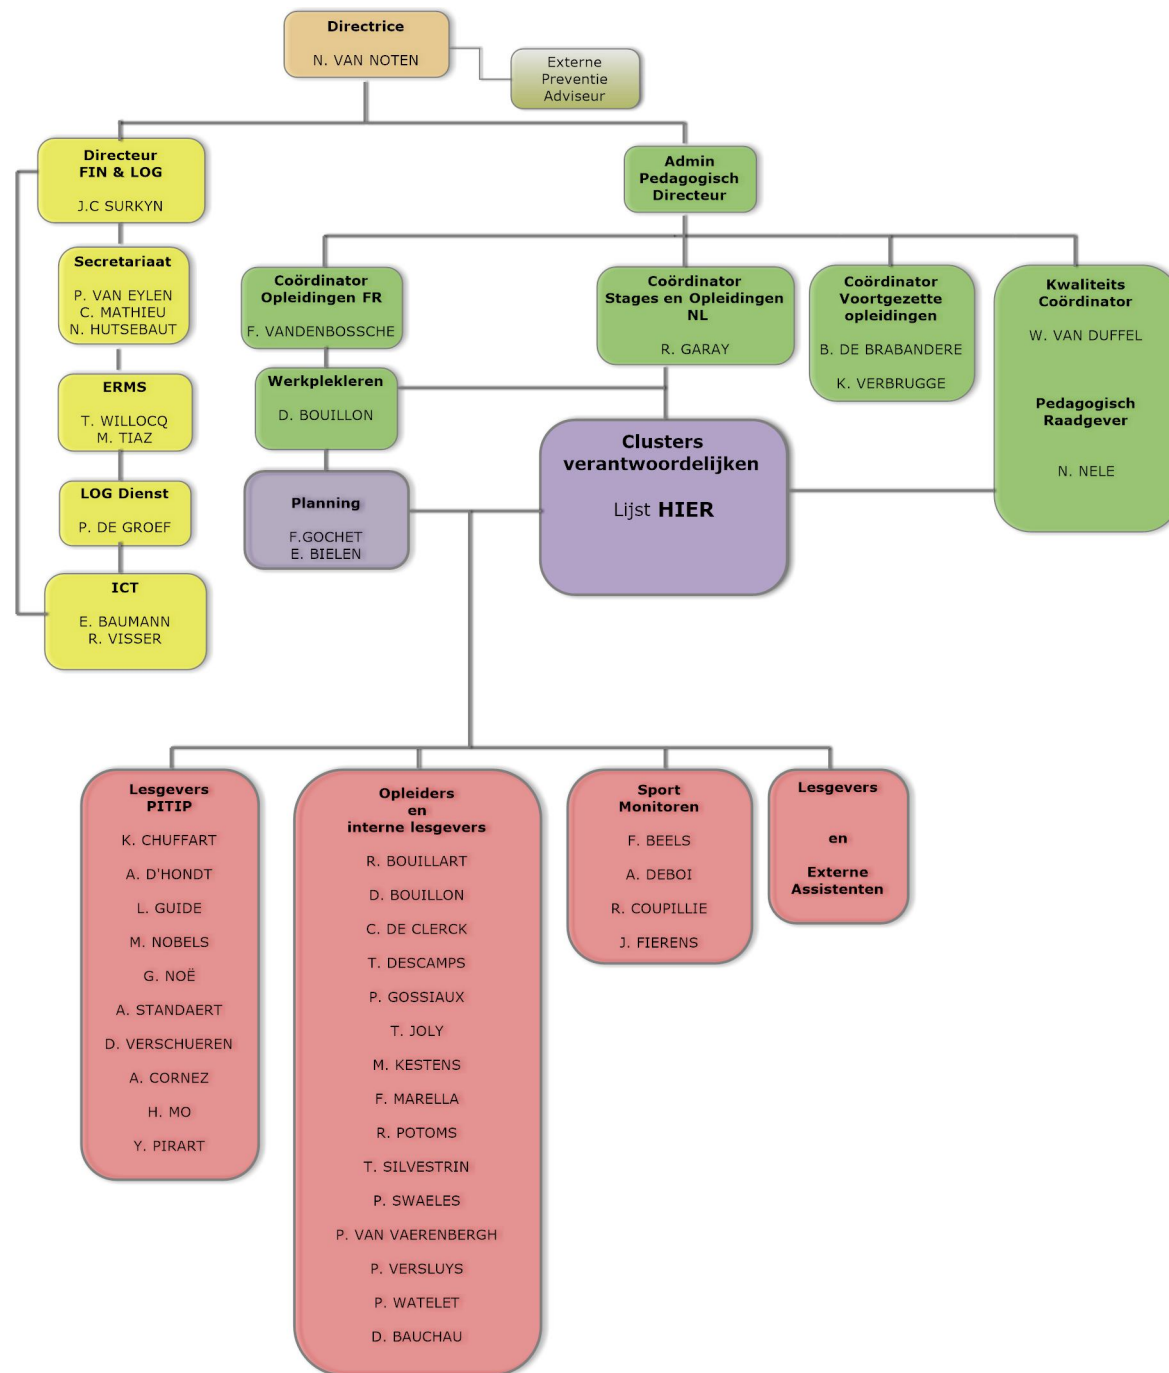 Directrice
N. VAN NOTEN
Externe
Preventie
Adviseur
Directeur
FIN & LOG
J.C SURKYN
Admin
Pedagogisch
Directeur
Secretariaat
P. VAN EYLEN
C. MATHIEU
N. HUTSEBAUT
Coördinator
Opleidingen FR
F. VANDENBOSSCHE
Coördinator
Stages en Opleidingen
NL
R. GARAY
Coördinator
Voortgezette
opleidingen
B. DE BRABANDERE
K. VERBRUGGE
Kwaliteits
Coördinator
W. VAN DUFFEL
Pedagogisch
Raadgever
N. NELE
ERMS
T. WILLOCQ
M. TIAZ
Werkplekleren
D. BOUILLON
Clusters
verantwoordelijken
Lijst HIER
LOG Dienst
P. DE GROEF
Planning
F.GOCHET
E. BIELEN
ICT
E. BAUMANN
R. VISSER
Lesgevers
PITIP
K. CHUFFART
A. D'HONDT
L. GUIDE
M. NOBELS
G. NOË
A. STANDAERT
D. VERSCHUEREN
A. CORNEZ
H. MO
Y. PIRART
Opleiders
en
interne lesgevers
R. BOUILLART
D. BOUILLON
C. DE CLERCK
T. DESCAMPS
P. GOSSIAUX
T. JOLY
M. KESTENS
F. MARELLA
R. POTOMS
T. SILVESTRIN
P. SWAELES
P. VAN VAERENBERGH
P. VERSLUYS
P. WATELET
D. BAUCHAU
Sport
Monitoren
F. BEELS
A. DEBOI
R. COUPILLIE
J. FIERENS
Lesgevers
en
Externe
Assistenten